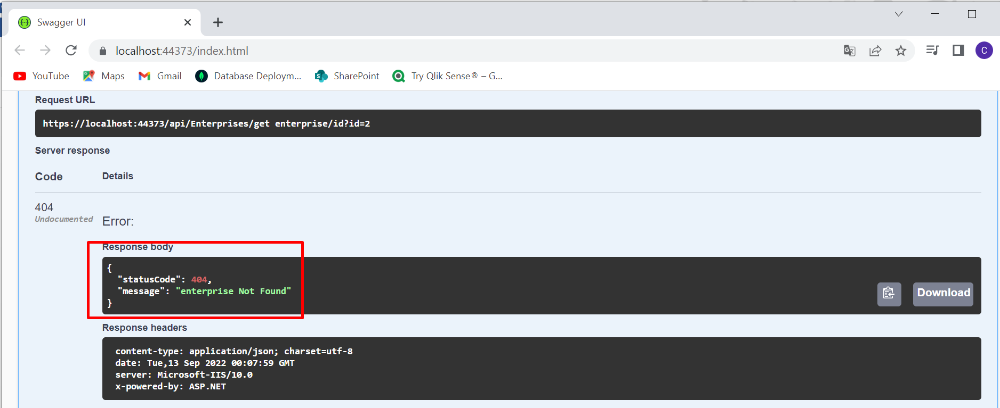 Swagger UI
localhost:44373/index.html
C
YouTube Maps Gmail Database Deploym... SharePoint Try Qlik Sense® – G...
Request URL
https://localhost:44373/api/Enterprises/get enterprise/id?id=2
Server response
Code Details
404
Undocumented
Error:
Response body
{
"statusCode": 404,
"message": "enterprise Not Found"
}
Download
Response headers
content-type: application/json; charset=utf-8
date: Tue,13 Sep 2022 00:07:59 GMT
server: Microsoft-IIS/10.0
x-powered-by: ASP.NET